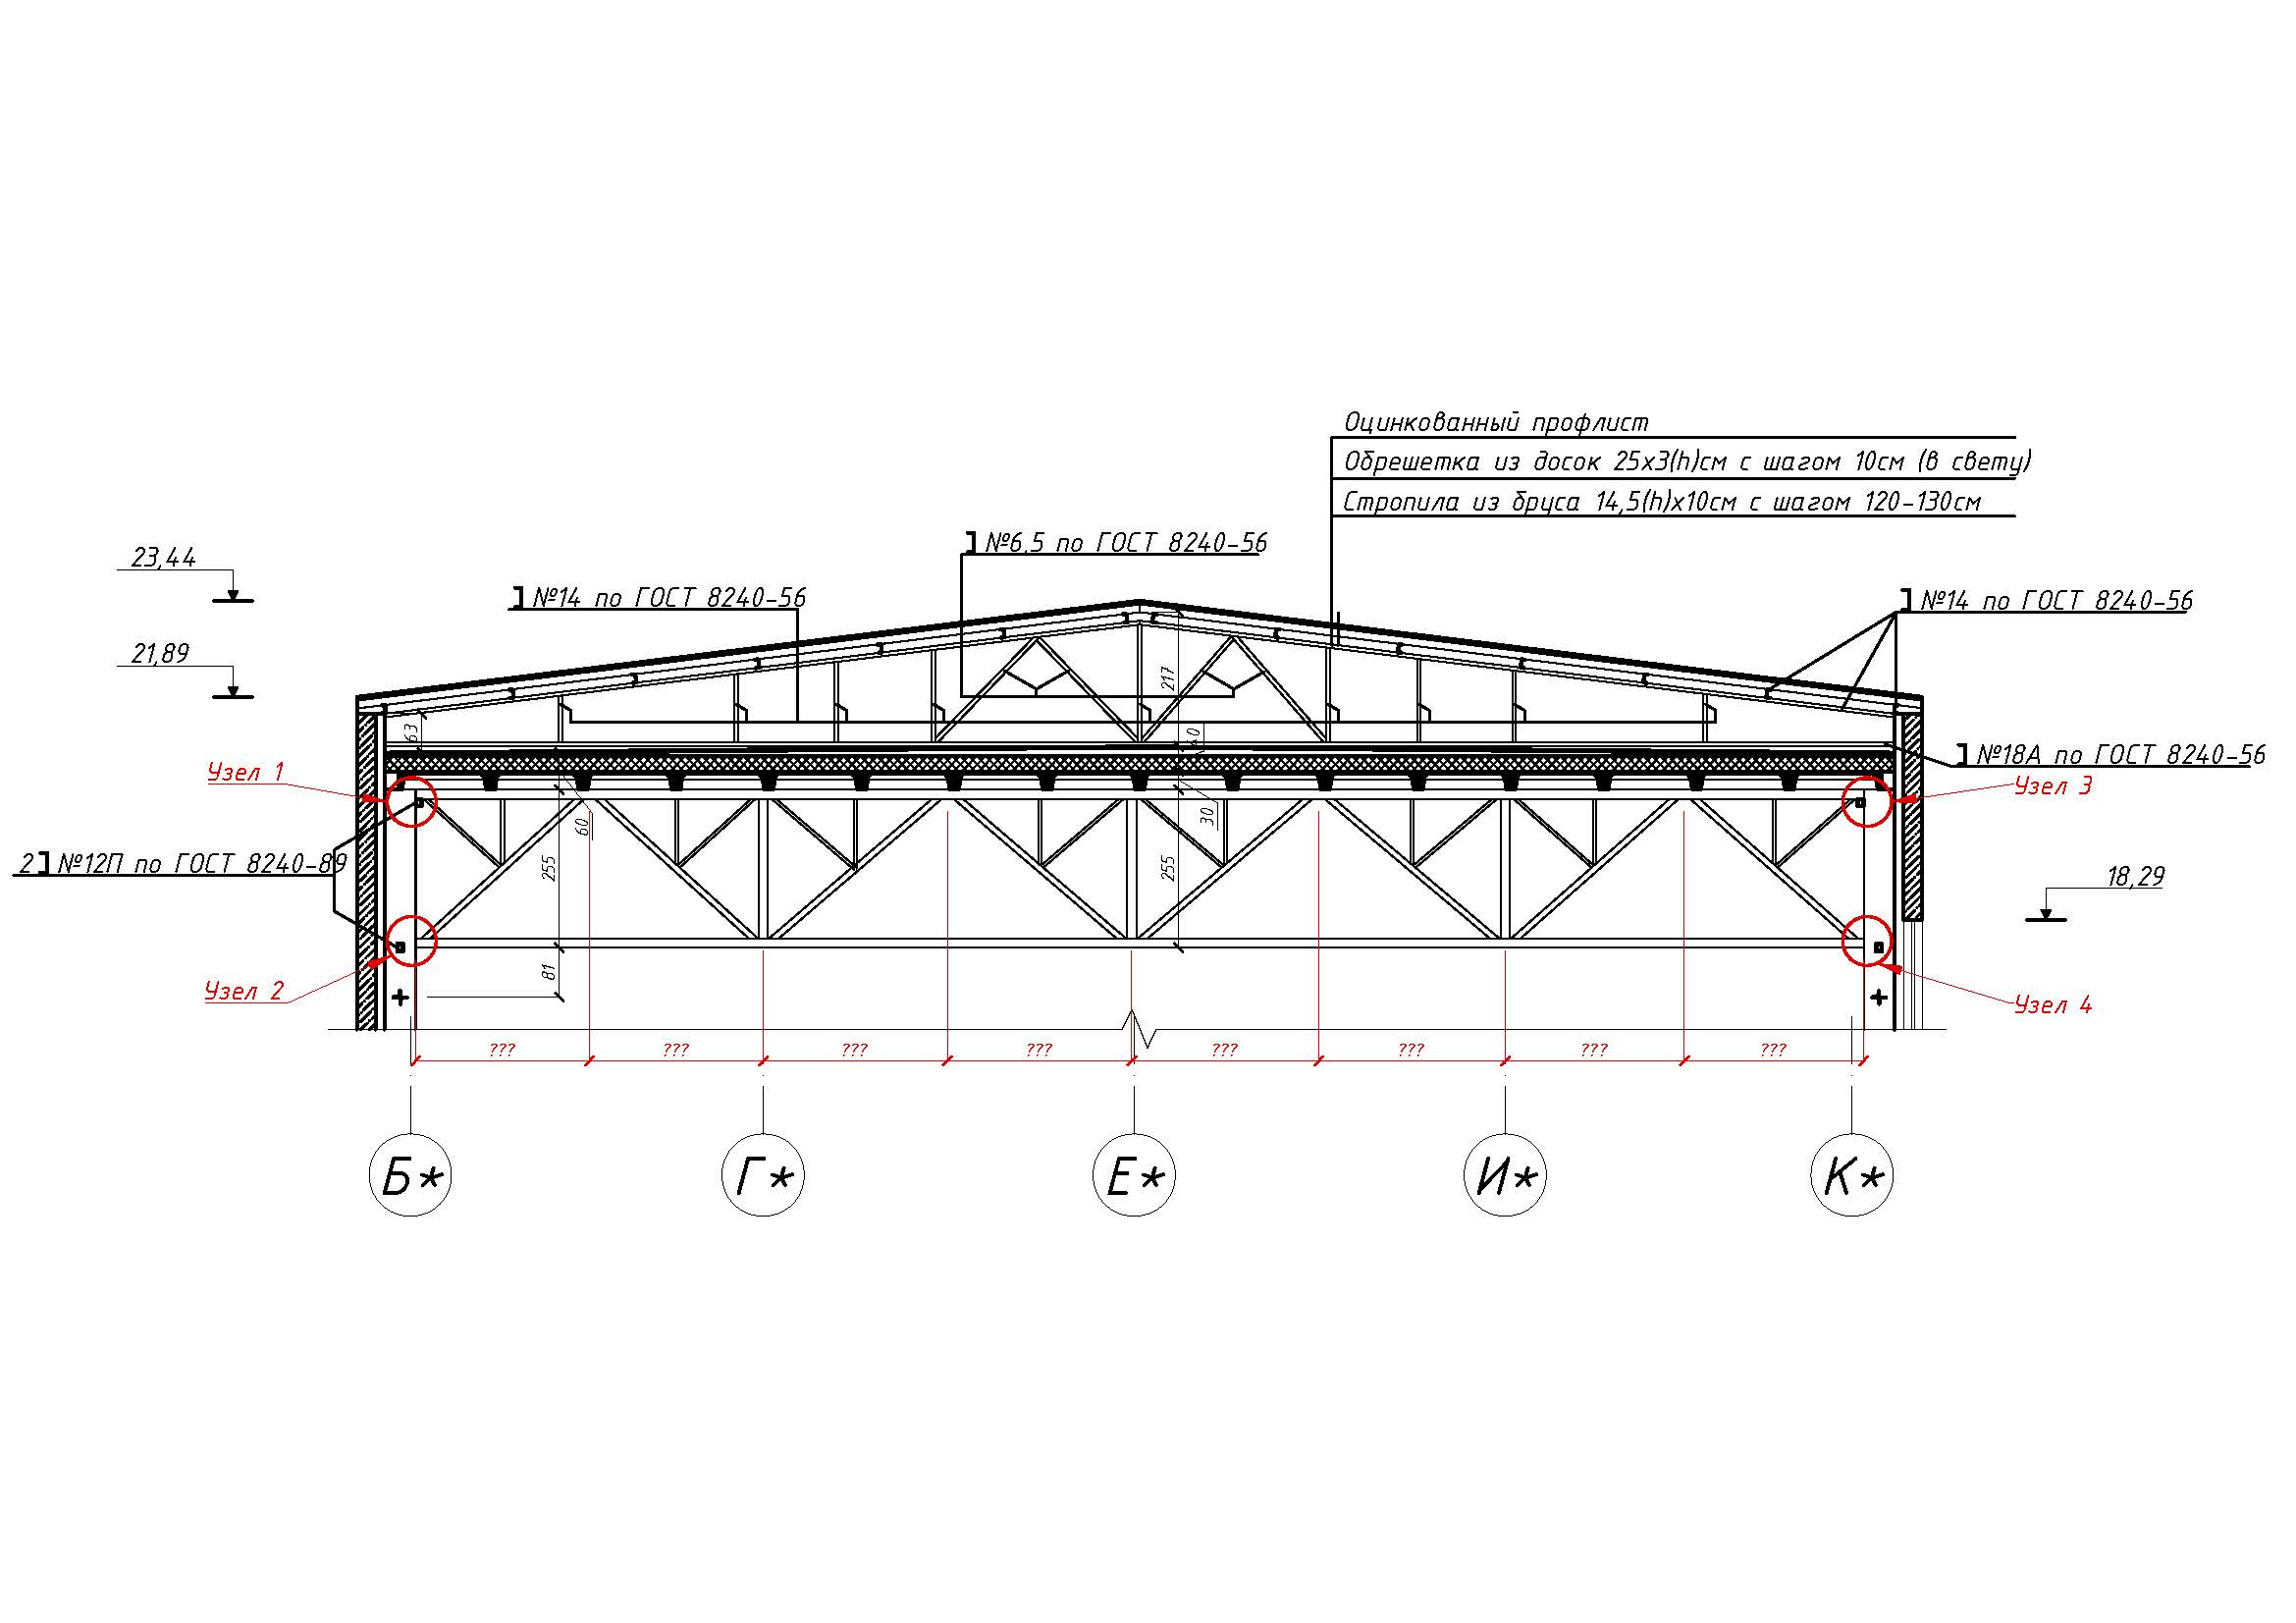 Оцинкованный профлист
Обрешетка из досок 25х3(h)см с шагом 10см (в свету)
Стропила из бруса 14,5(h)х10см с шагом 120-130см
№6,5 по ГОСТ 8240-56
23,44
№14 по ГОСТ 8240-56
№14 по ГОСТ 8240-56
21,89
217
63
40
№18А по ГОСТ 8240-56
Узел 1
Узел 3
60
30
2 №12П по ГОСТ 8240-89
255
255
18,29
81
Узел 2
Узел 4
??? ??? ??? ??? ??? ??? ??? ???
Б* Г* Е* И* К*